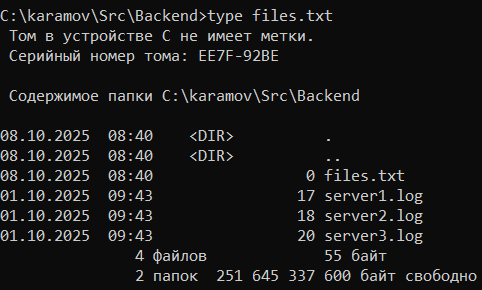 C:\karamov\Src\Backend>type files.txt
Том в устройстве C не имеет метки.
Серийный номер тома: EE7F-92BE
Содержимое папки C:\karamov\Src\Backend
08.10.2025  08:40    <DIR>          .
08.10.2025  08:40    <DIR>          ..
08.10.2025  08:40                 0 files.txt
01.10.2025  09:43                17 server1.log
01.10.2025  09:43                18 server2.log
01.10.2025  09:43                20 server3.log
4 файлов             55 байт
2 папок  251 645 337 600 байт свободно